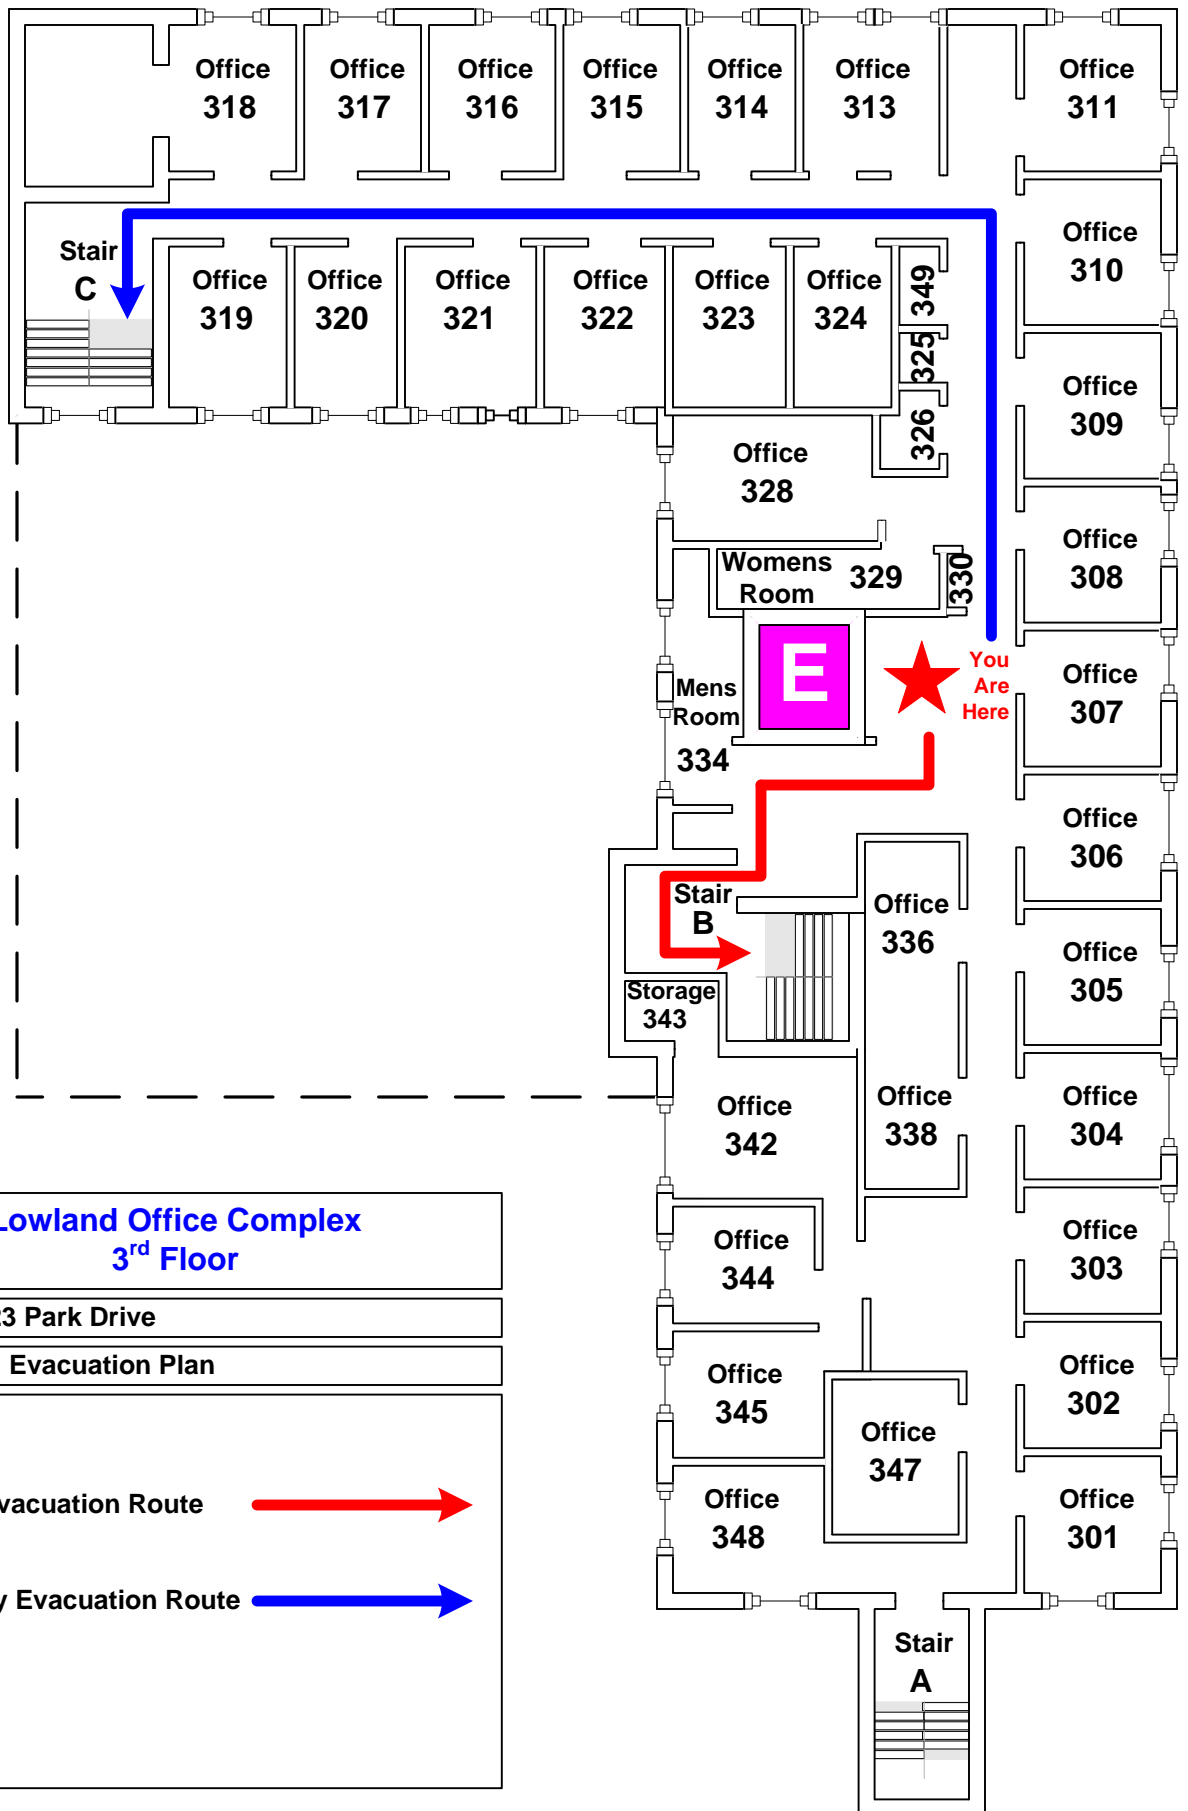 Office
318
Office
317
Office
316
Office
315
Office
314
Office
313
Office
311
Stair
C
Office
319
Office
320
Office
321
Office
322
Office
323
Office
324
349
325
326
Office
310
Office
309
Office
328
Womens
Room
329
330
Office
308
E
You
Are
Here
Mens
Room
334
Office
307
Office
306
Stair
B
Office
336
Office
305
Storage
343
Office
342
Office
338
Office
304
Office
344
Office
303
Office
345
Office
347
Office
302
Office
348
Office
301
Stair
A
Lowland Office Complex
3rd Floor
23 Park Drive
Evacuation Plan
Evacuation Route
y Evacuation Route